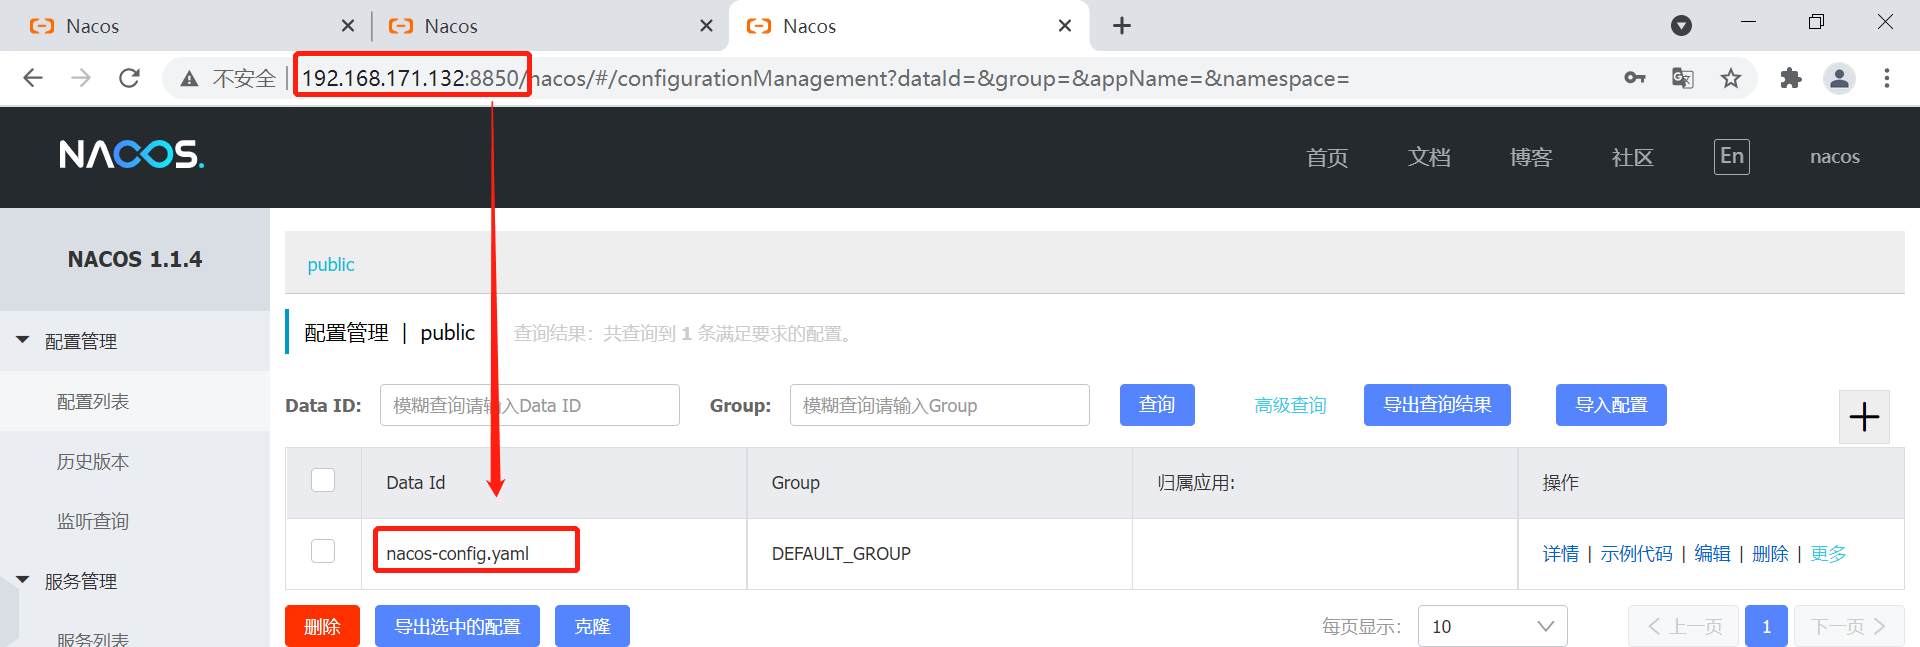 Nacos
Nacos
Nacos
不安全
192.168.171.132:8850/nacos/#/configurationManagement?dataId=&group=&appName=&namespace=
NACOS.
首页
文档
博客
社区
En
nacos
NACOS 1.1.4
配置管理
配置列表
历史版本
监听查询
服务管理
服务列表
public
配置管理 | public
查询结果：共查询到 1 条满足要求的配置。
Data ID:
模糊查询请输入Data ID
Group:
模糊查询请输入Group
查询
高级查询
导出查询结果
导入配置
Data Id
Group
归属应用:
操作
nacos-config.yaml
DEFAULT_GROUP
详情 | 示例代码 | 编辑 | 删除 | 更多
删除
导出选中的配置
克隆
每页显示:
10
上一页
1
下一页